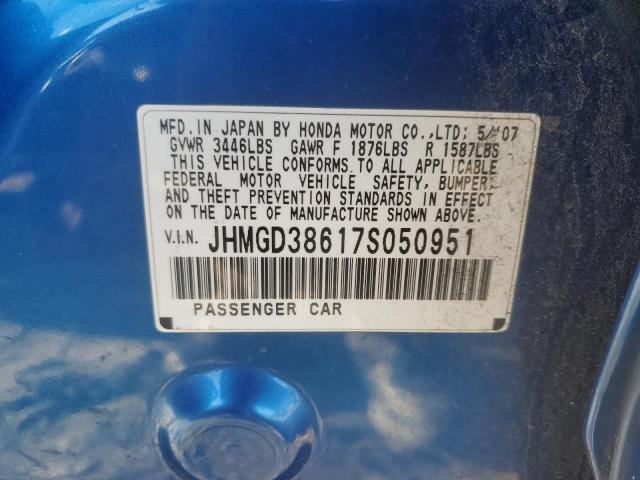 MFD. IN JAPAN BY HONDA MOTOR CO., LTD; 5/'07
GVWR 3446LBS GAWR F 1876LBS R 1587LBS
THIS VEHICLE CONFORMS TO ALL APPLICABLE
FEDERAL MOTOR VEHICLE SAFETY, BUMPER,
AND THEFT PREVENTION STANDARDS IN EFFECT
ON THE DATE OF MANUFACTURE SHOWN ABOVE.
V.I.N. JHMGD38617S050951
PASSENGER CAR